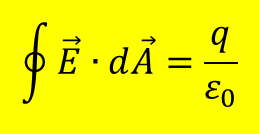 ∮ E⃗ · dA⃗ = q/ε₀